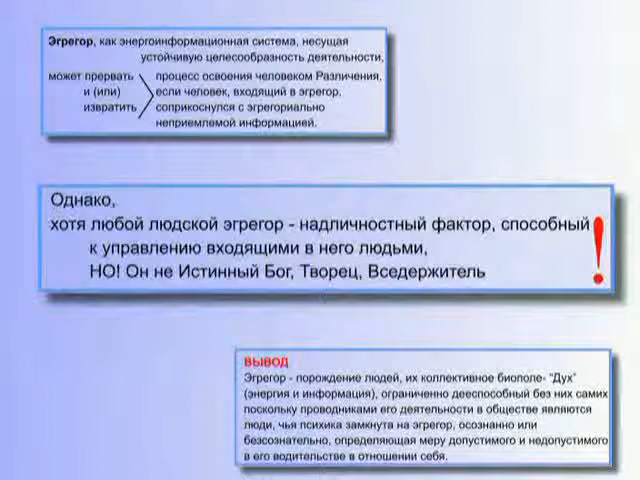 Эгрегор, как энергоинформационная система, несущая
устойчивую целесообразность деятельности,
может прервать процесс освоения человеком Различения,
и (или) если человек, входящий в эгрегор,
извратить соприкоснулся с эгрегориально
неприемлемой информацией.
Однако,
хотя любой людской эгрегор - надличностный фактор, способный
к управлению входящими в него людьми,
НО! Он не Истинный Бог, Творец, Вседержитель
!
ВЫВОД
Эгрегор - порождение людей, их коллективное биополе- "Дух"
(энергия и информация), ограниченно дееспособный без них самих
поскольку проводниками его деятельности в обществе являются
люди, чья психика замкнута на эгрегор, осознанно или
безсознательно, определяющая меру допустимого и недопустимого
в его водительстве в отношении себя.